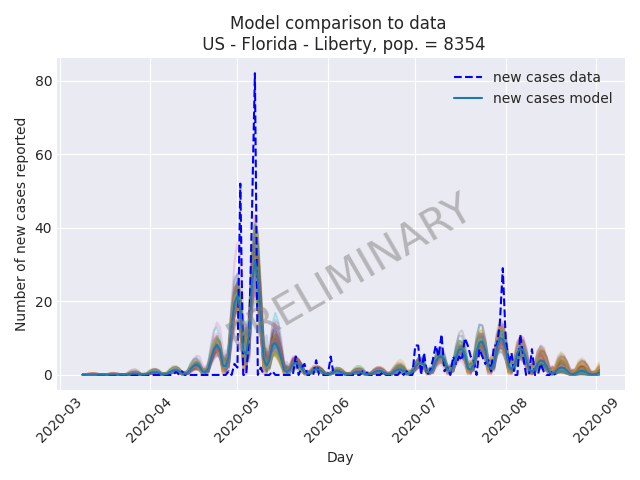 Model comparison to data
US - Florida - Liberty, pop. = 8354
new cases data
new cases model
80
60
40
20
0
Number of new cases reported
PRELIMINARY
2020-03
2020-04
2020-05
2020-06
2020-07
2020-08
2020-09
Day